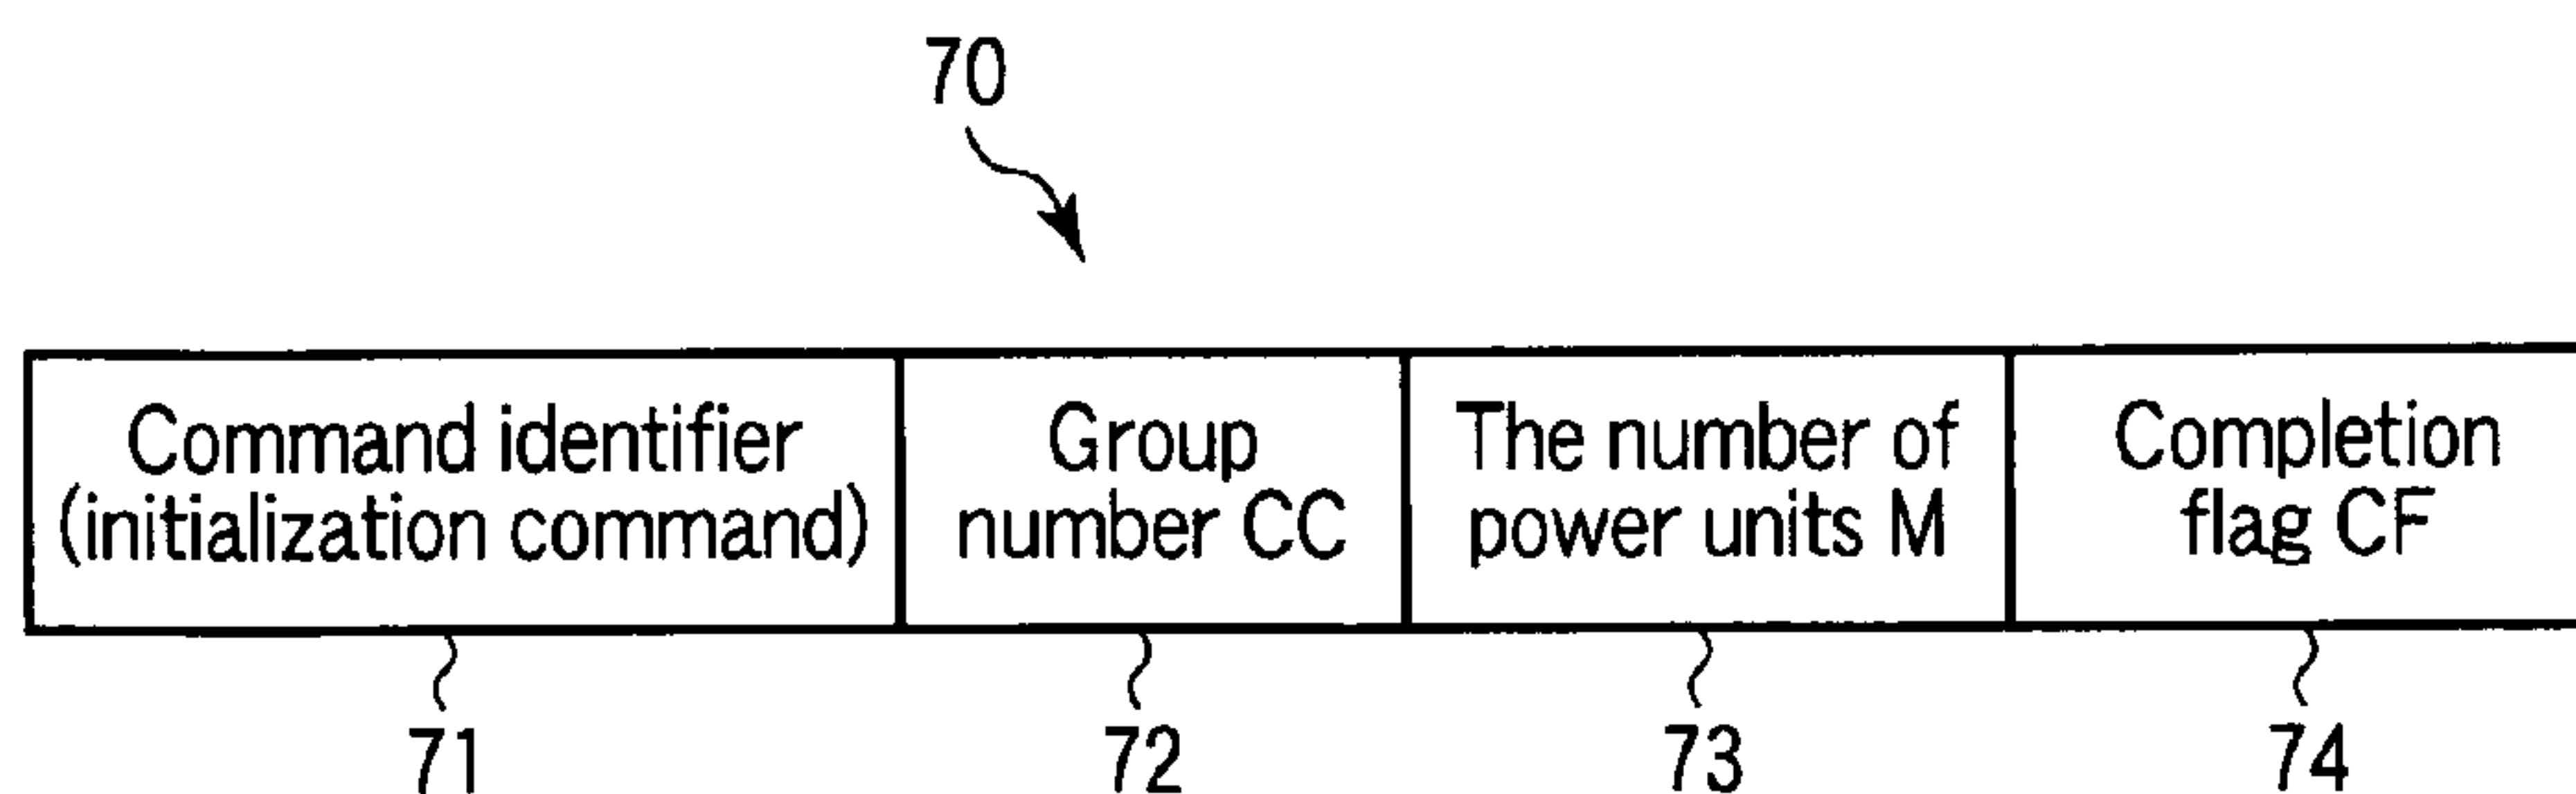 70
Command identifier
(initialization command)
Group
number CC
The number of
power units M
Completion
flag CF
71
72
73
74